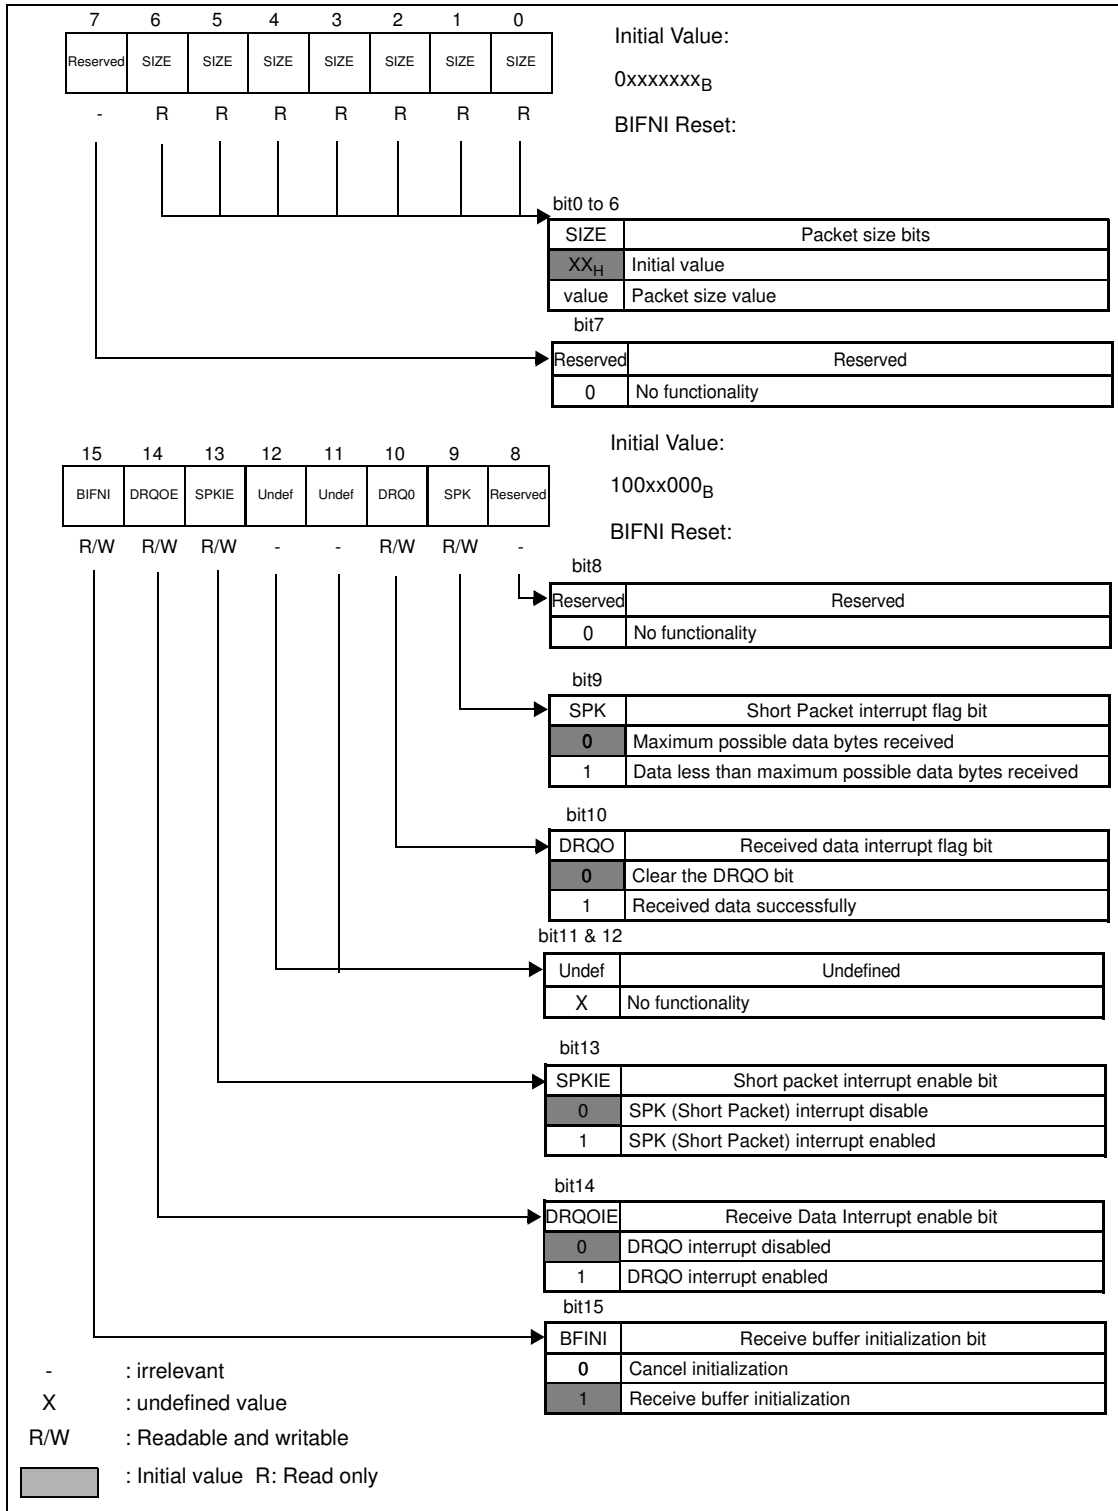 7 6 5 4 3 2 1 0
Reserved SIZE SIZE SIZE SIZE SIZE SIZE SIZE
- R R R R R R R
Initial Value:
0xxxxxxxB
BIFNI Reset:
bit0 to 6
SIZE Packet size bits
XXH Initial value
value Packet size value
bit7
Reserved Reserved
0 No functionality
15 14 13 12 11 10 9 8
BIFNI DRQOE SPKIE Undef Undef DRQ0 SPK Reserved
R/W R/W R/W - - R/W R/W -
Initial Value:
100xx000B
BIFNI Reset:
bit8
Reserved Reserved
0 No functionality
bit9
SPK Short Packet interrupt flag bit
0 Maximum possible data bytes received
1 Data less than maximum possible data bytes received
bit10
DRQO Received data interrupt flag bit
0 Clear the DRQO bit
1 Received data successfully
bit11 & 12
Undef Undefined
X No functionality
bit13
SPKIE Short packet interrupt enable bit
0 SPK (Short Packet) interrupt disable
1 SPK (Short Packet) interrupt enabled
bit14
DRQOIE Receive Data Interrupt enable bit
0 DRQO interrupt disabled
1 DRQO interrupt enabled
bit15
BFINI Receive buffer initialization bit
0 Cancel initialization
1 Receive buffer initialization
- : irrelevant
X : undefined value
R/W : Readable and writable
: Initial value R: Read only